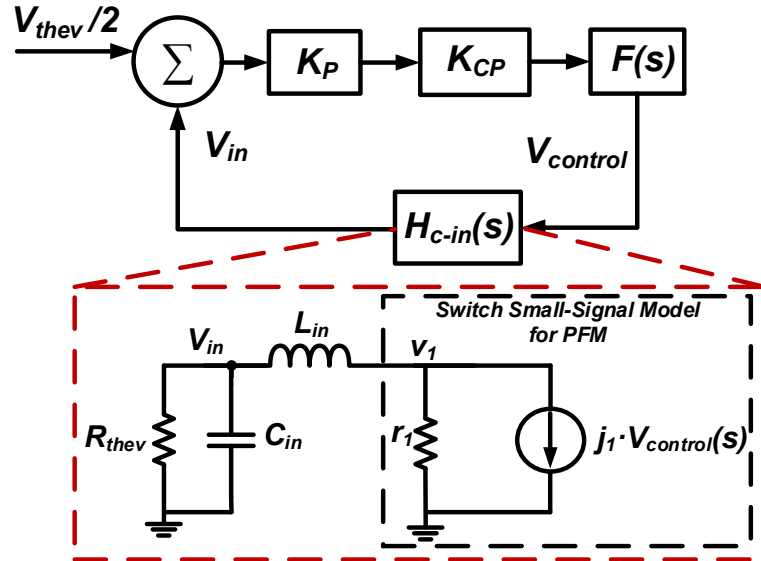 V_thev/2
Σ
K_P
K_CP
F(s)
V_in
V_control
H_c-in(s)
Switch Small-Signal Model
for PFM
L_in
V_in
v_1
R_thev
C_in
r_1
j_1·V_control(s)